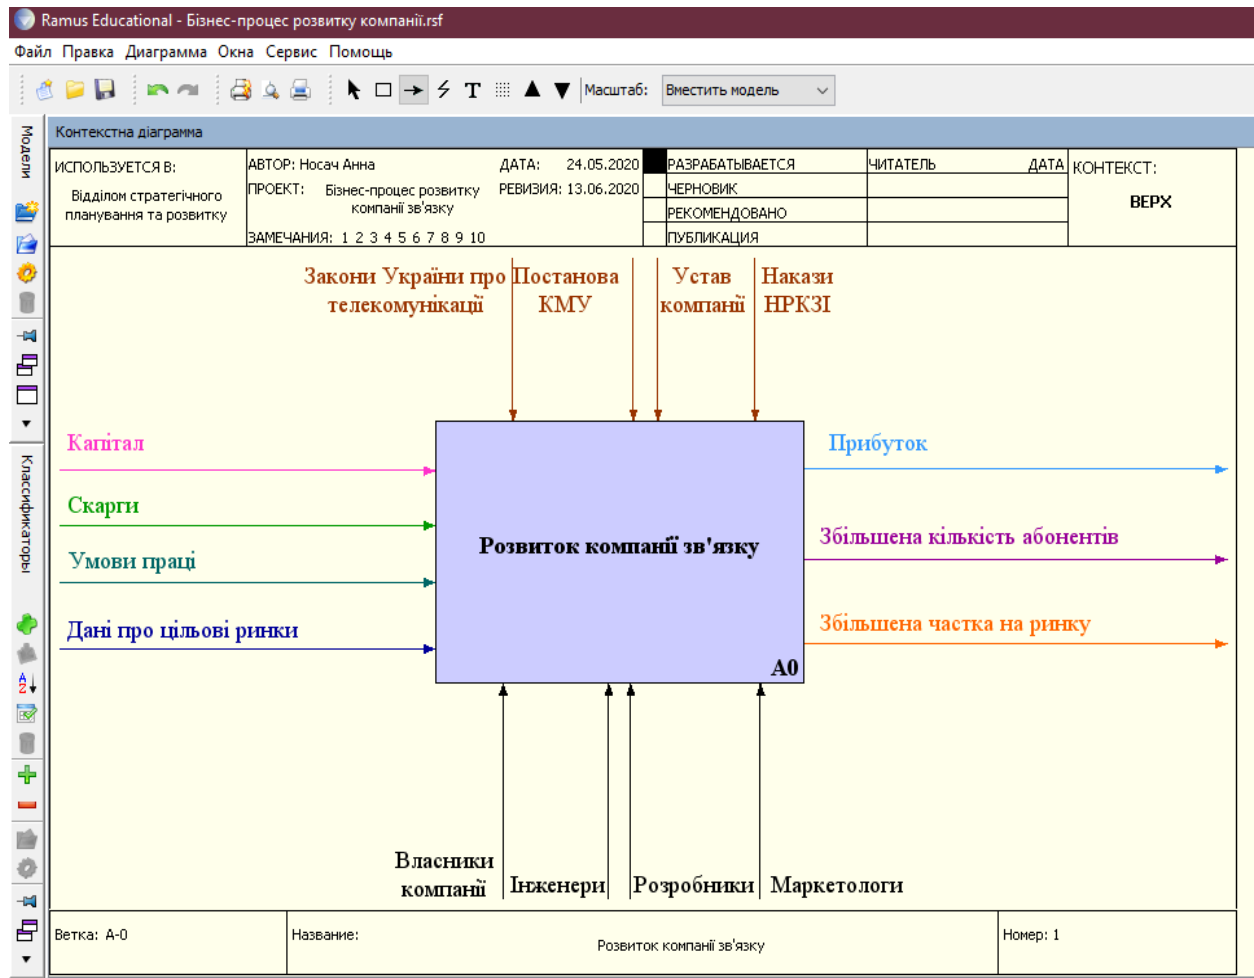 Ramus Educational - Бізнес-процес розвитку компанії.rsf
Файл Правка Диаграмма Окна Сервис Помощь
Масштаб: Вместить модель
Модели
Классификаторы
Контекстна діаграмма
ИСПОЛЬЗУЕТСЯ В:
Відділом стратегічного
планування та розвитку
АВТОР: Носач Анна
ДАТА: 24.05.2020
ПРОЕКТ: Бізнес-процес розвитку
компанії зв'язку
РЕВИЗИЯ: 13.06.2020
ЗАМЕЧАНИЯ: 1 2 3 4 5 6 7 8 9 10
РАЗРАБАТЫВАЕТСЯ
ЧЕРНОВИК
РЕКОМЕНДОВАНО
ПУБЛИКАЦИЯ
ЧИТАТЕЛЬ ДАТА
КОНТЕКСТ:
ВЕРХ
Закони України про
телекомунікації
Постанова
КМУ
Устав
компанії
Накази
НРКЗІ
Капітал
Скарги
Умови праці
Дані про цільові ринки
Розвиток компанії зв'язку
A0
Прибуток
Збільшена кількість абонентів
Збільшена частка на ринку
Власники
компанії
Інженери
Розробники
Маркетологи
Ветка: A-0
Название:
Розвиток компанії зв'язку
Номер: 1